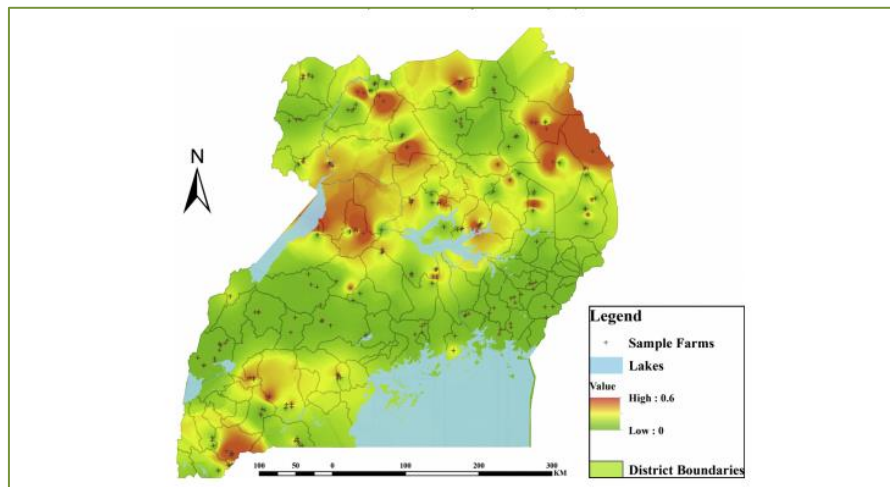 N
Legend
Sample Farms
Lakes
Value
High : 0.6
Low : 0
District Boundaries
100 50 0 100 200 300
KM